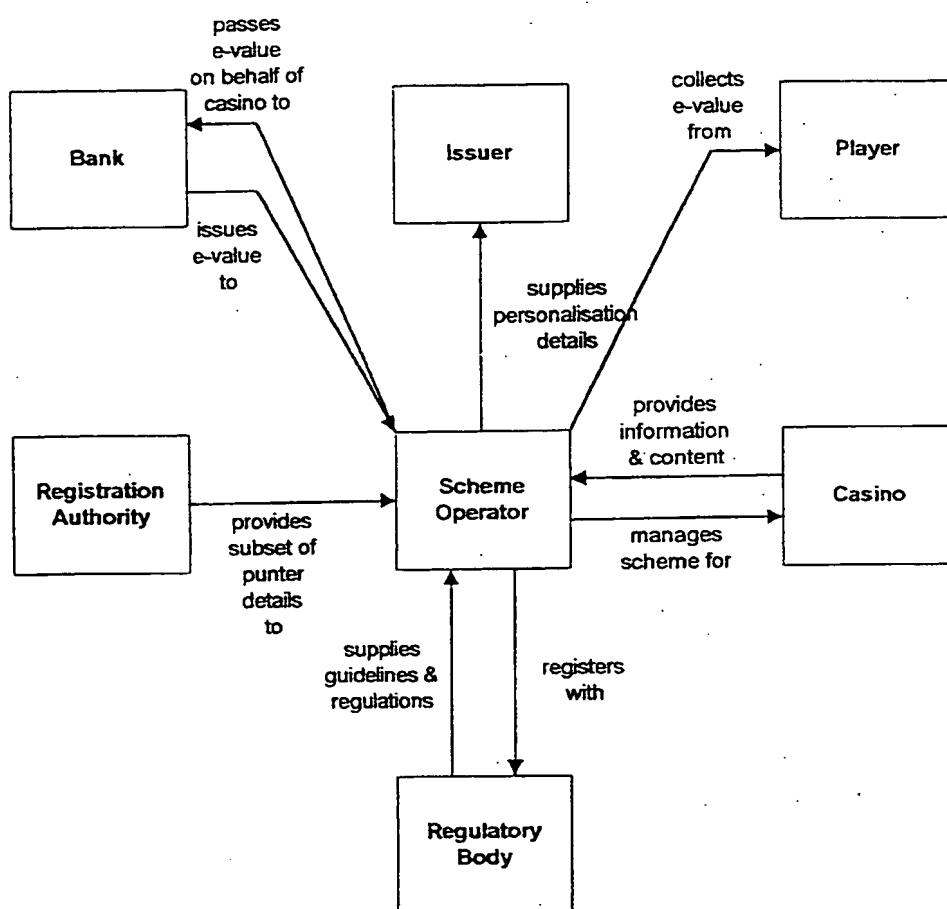 passes
e-value
on behalf of
casino to
collects
e-value
from
Bank
Issuer
Player
issues
e-value
to
supplies
personalisation
details
provides
information
& content
Registration
Authority
Scheme
Operator
Casino
provides
subset of
punter
details
to
manages
scheme for
supplies
guidelines &
regulations
registers
with
Regulatory
Body